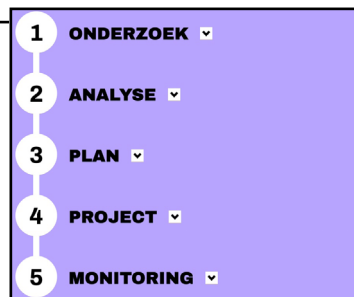 1 ONDERZOEK
2 ANALYSE
3 PLAN
4 PROJECT
5 MONITORING